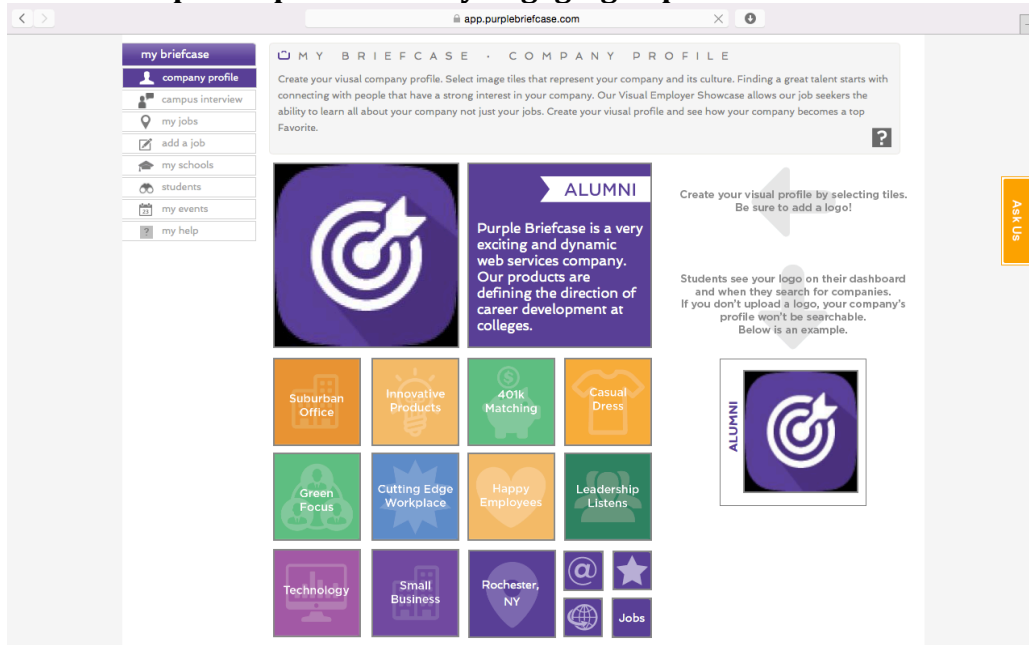 app.purplebriefcase.com
my briefcase
company profile
campus interview
my jobs
add a job
my schools
students
23
my events
?
my help
MY BRIEFCASE · COMPANY PROFILE
Create your viusal company profile. Select image tiles that represent your company and its culture. Finding a great talent starts with
connecting with people that have a strong interest in your company. Our Visual Employer Showcase allows our job seekers the
ability to learn all about your company not just your jobs. Create your viusal profile and see how your company becomes a top
Favorite.
?
ALUMNI
Purple Briefcase is a very
exciting and dynamic
web services company.
Our products are
defining the direction of
career development at
colleges.
Create your visual profile by selecting tiles.
Be sure to add a logo!
Students see your logo on their dashboard
and when they search for companies.
If you don't upload a logo, your company's
profile won't be searchable.
Below is an example.
ALUMNI
Suburban
Office
Innovative
Products
$
401k
Matching
Casual
Dress
Green
Focus
Cutting Edge
Workplace
Happy
Employees
Leadership
Listens
Technology
Small
Business
Rochester,
NY
@
Jobs
Ask Us